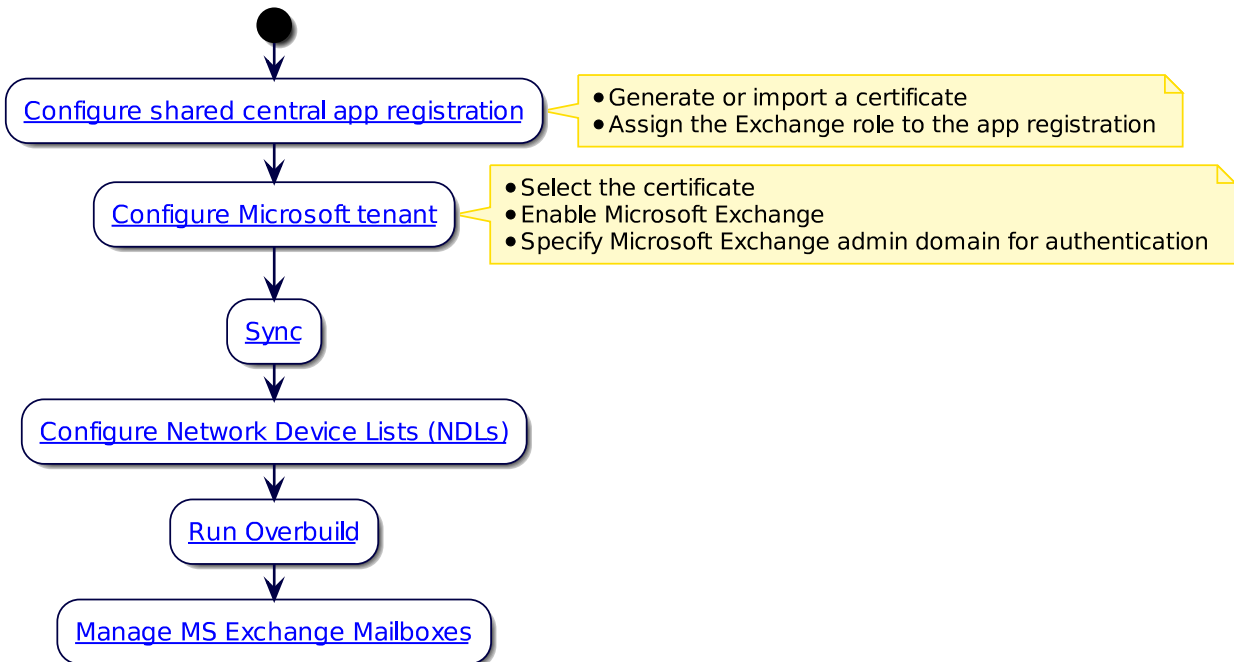 Configure shared central app registration
• Generate or import a certificate
• Assign the Exchange role to the app registration
Configure Microsoft tenant
• Select the certificate
• Enable Microsoft Exchange
• Specify Microsoft Exchange admin domain for authentication
Sync
Configure Network Device Lists (NDLs)
Run Overbuild
Manage MS Exchange Mailboxes